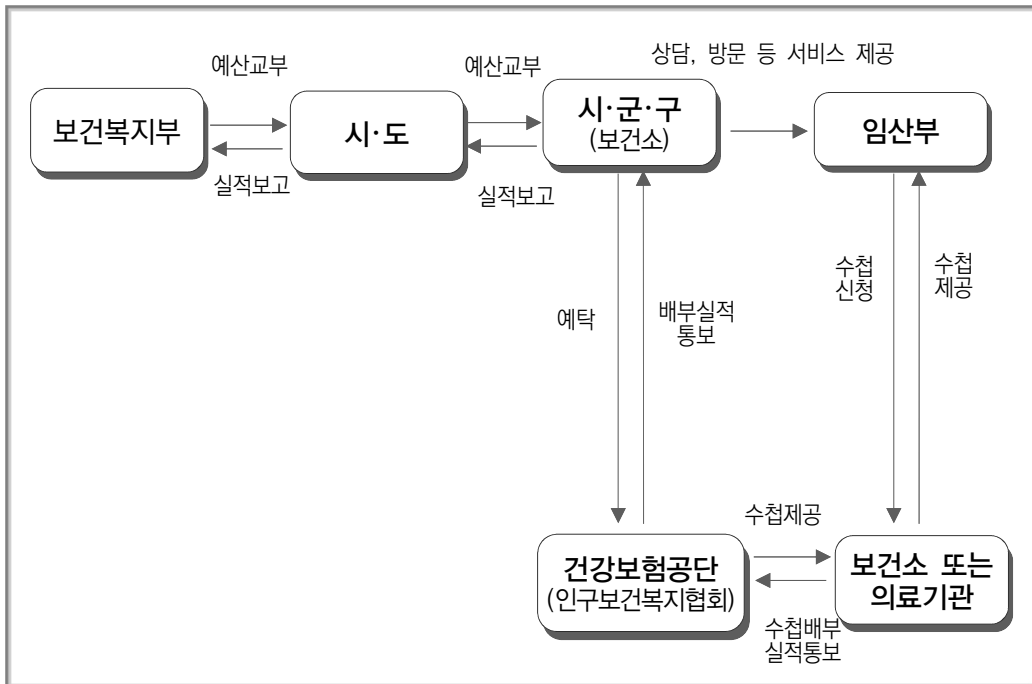 상담, 방문 등 서비스 제공
예산교부
예산교부
보건복지부
시·도
시·군·구
(보건소)
임산부
실적보고
실적보고
수첩
신청
수첩
제공
예탁
배부실적
통보
수첩제공
건강보험공단
(인구보건복지협회)
보건소 또는
의료기관
수첩배부
실적통보